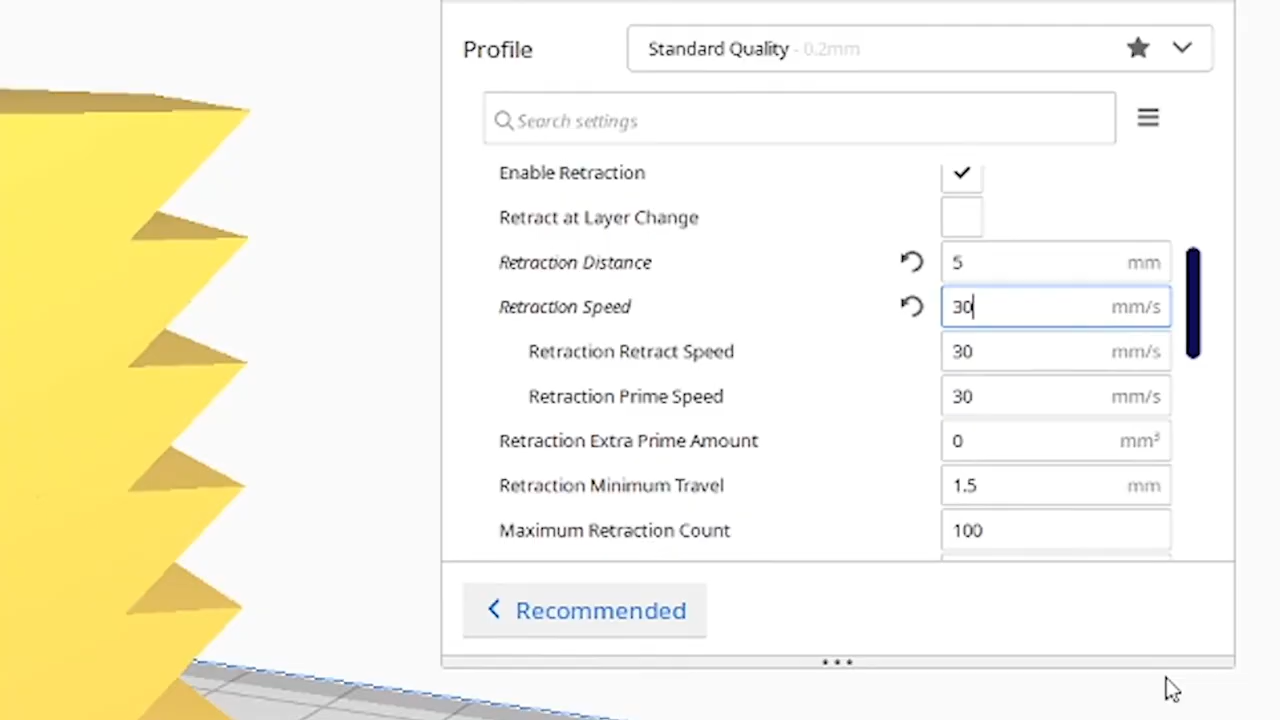 Profile
Standard Quality - 0.2mm
Search settings
Enable Retraction
Retract at Layer Change
Retraction Distance 5 mm
Retraction Speed 30 mm/s
Retraction Retract Speed 30 mm/s
Retraction Prime Speed 30 mm/s
Retraction Extra Prime Amount 0 mm³
Retraction Minimum Travel 1.5 mm
Maximum Retraction Count 100
Recommended